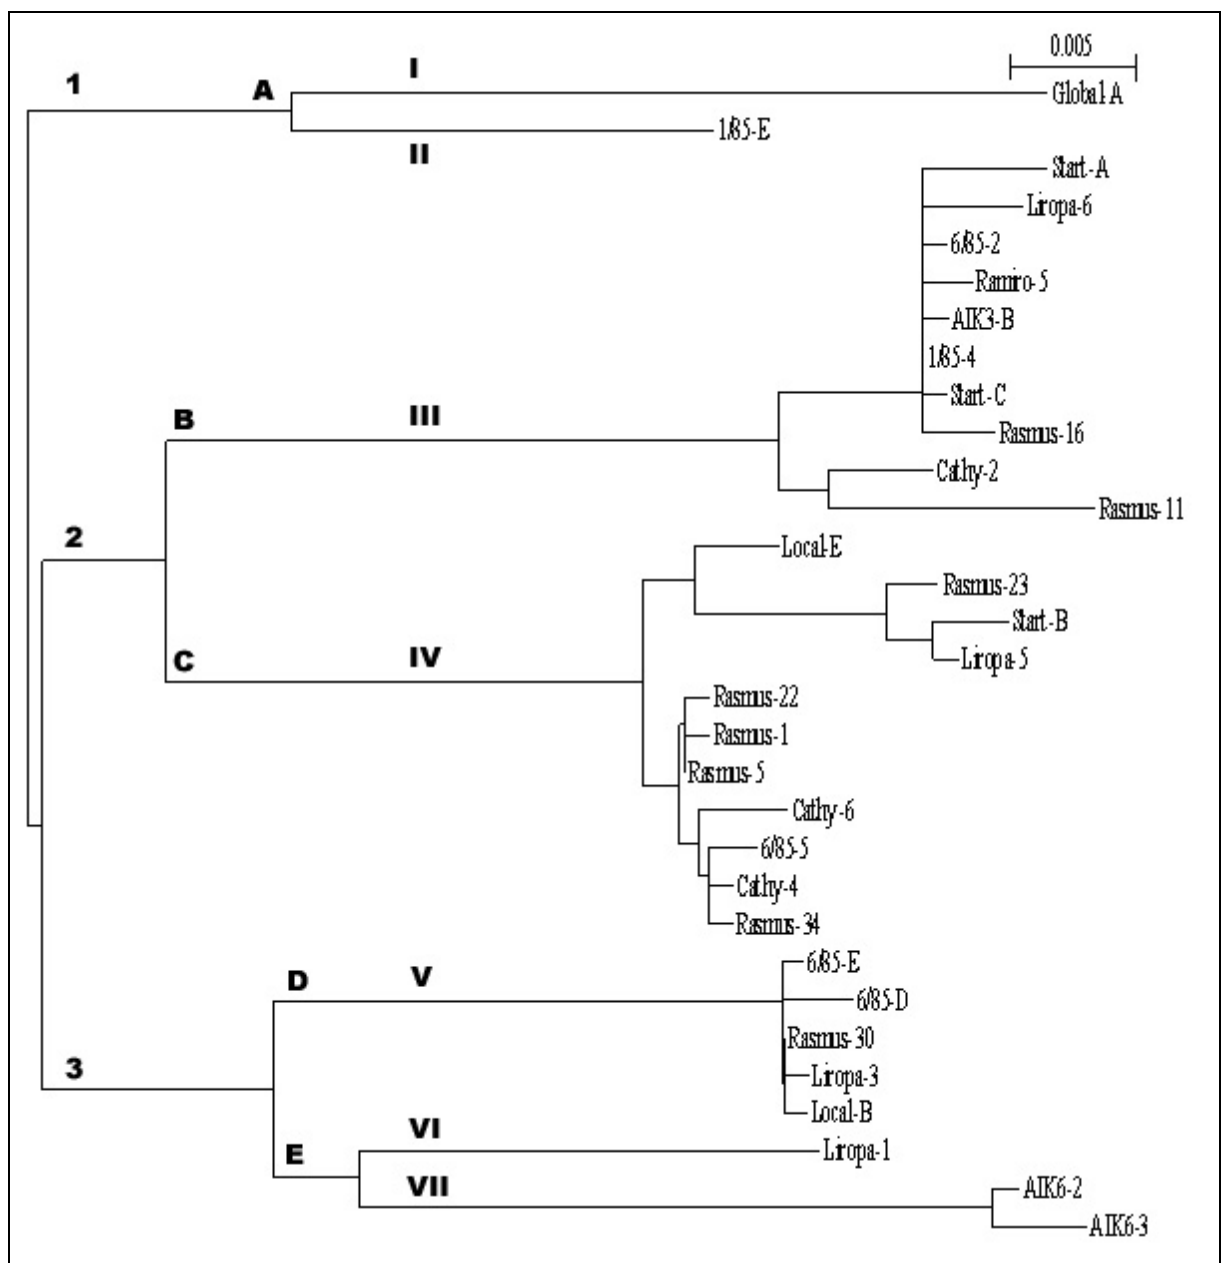 0.005
1
A
I
Global-A
1/85-E
II
Start-A
Liropa-6
6/85-2
Ramiro-5
AIK3-B
1/85-4
Start-C
B
III
Rasmus-16
Cathy-2
Rasmus-11
2
Local-E
Rasmus-23
Start-B
C
IV
Liropa-5
Rasmus-22
Rasmus-1
Rasmus-5
Cathy-6
6/85-5
Cathy-4
Rasmus-34
6/85-E
D
V
6/85-D
Rasmus-30
3
Liropa-3
Local-B
E
VI
Liropa-1
VII
AIK6-2
AIK6-3